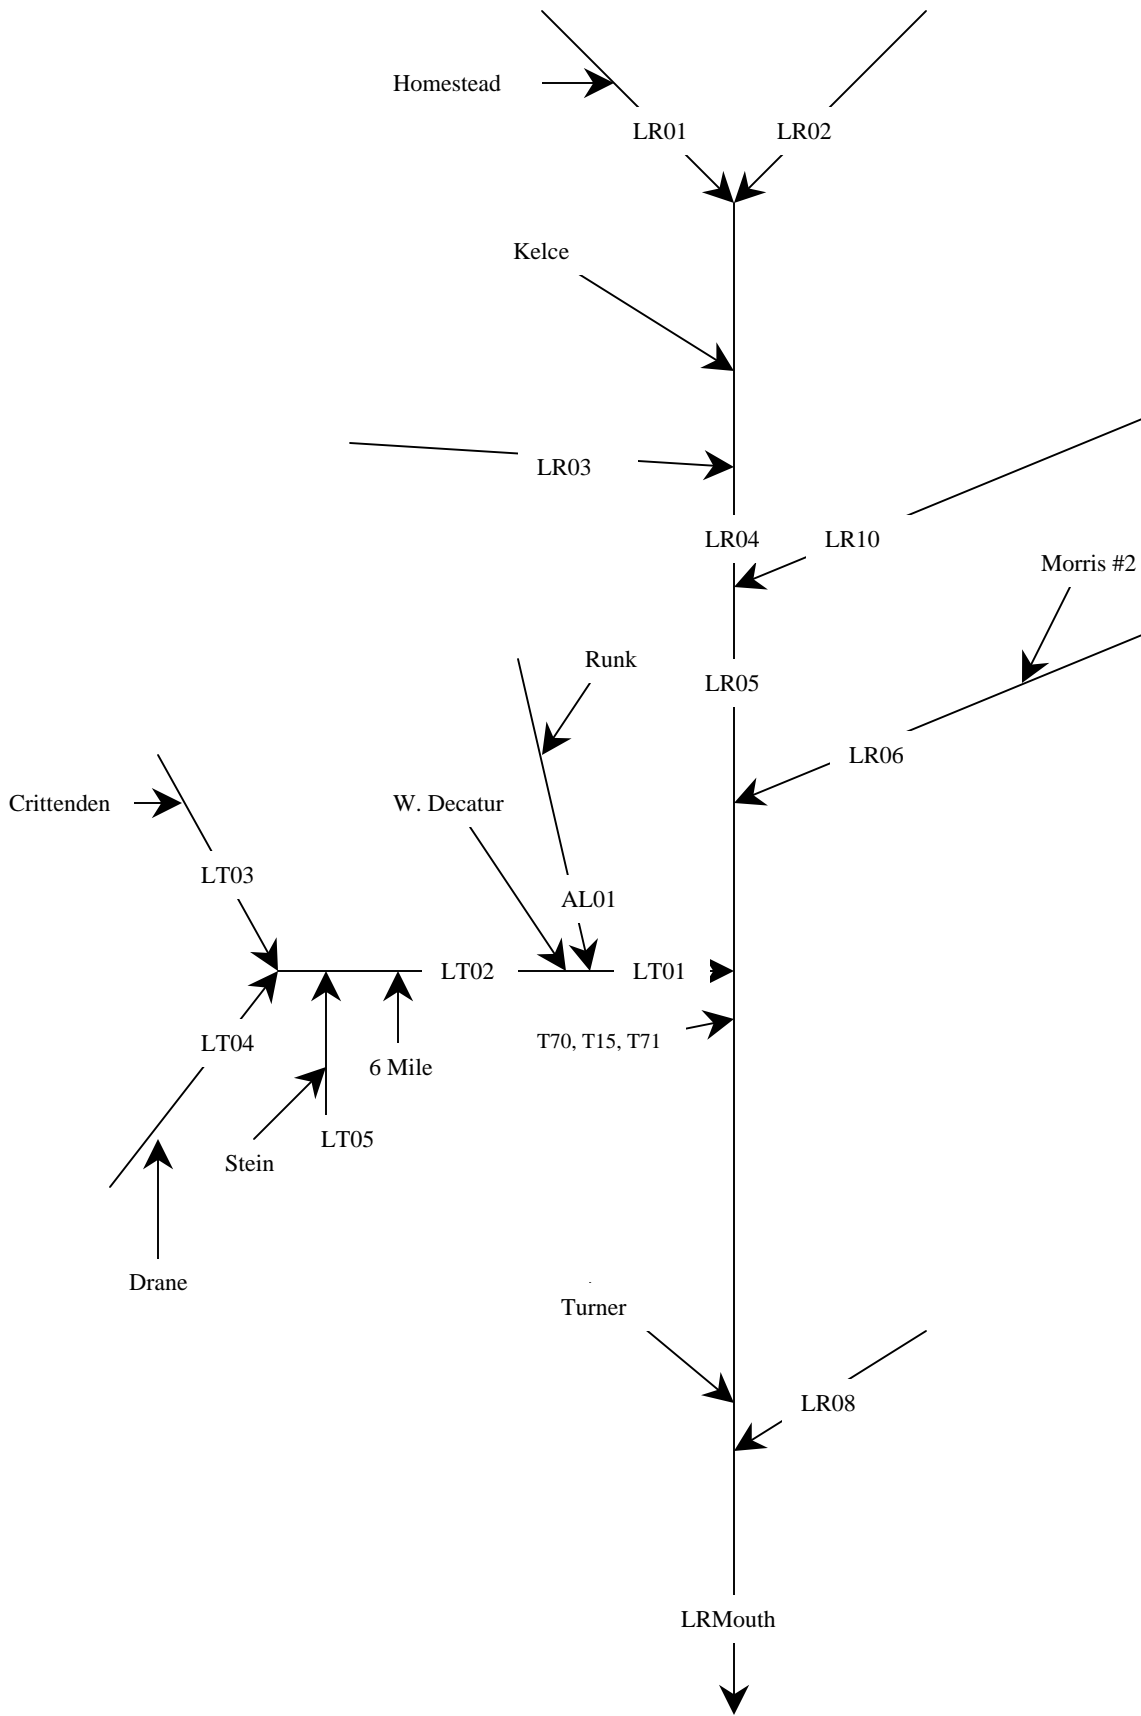 Homestead
LR01
LR02
Kelce
LR03
LR04
LR10
Morris #2
Runk
LR05
LR06
Crittenden
W. Decatur
LT03
AL01
LT02
LT01
LT04
T70, T15, T71
6 Mile
LT05
Stein
Drane
Turner
LR08
LRMouth